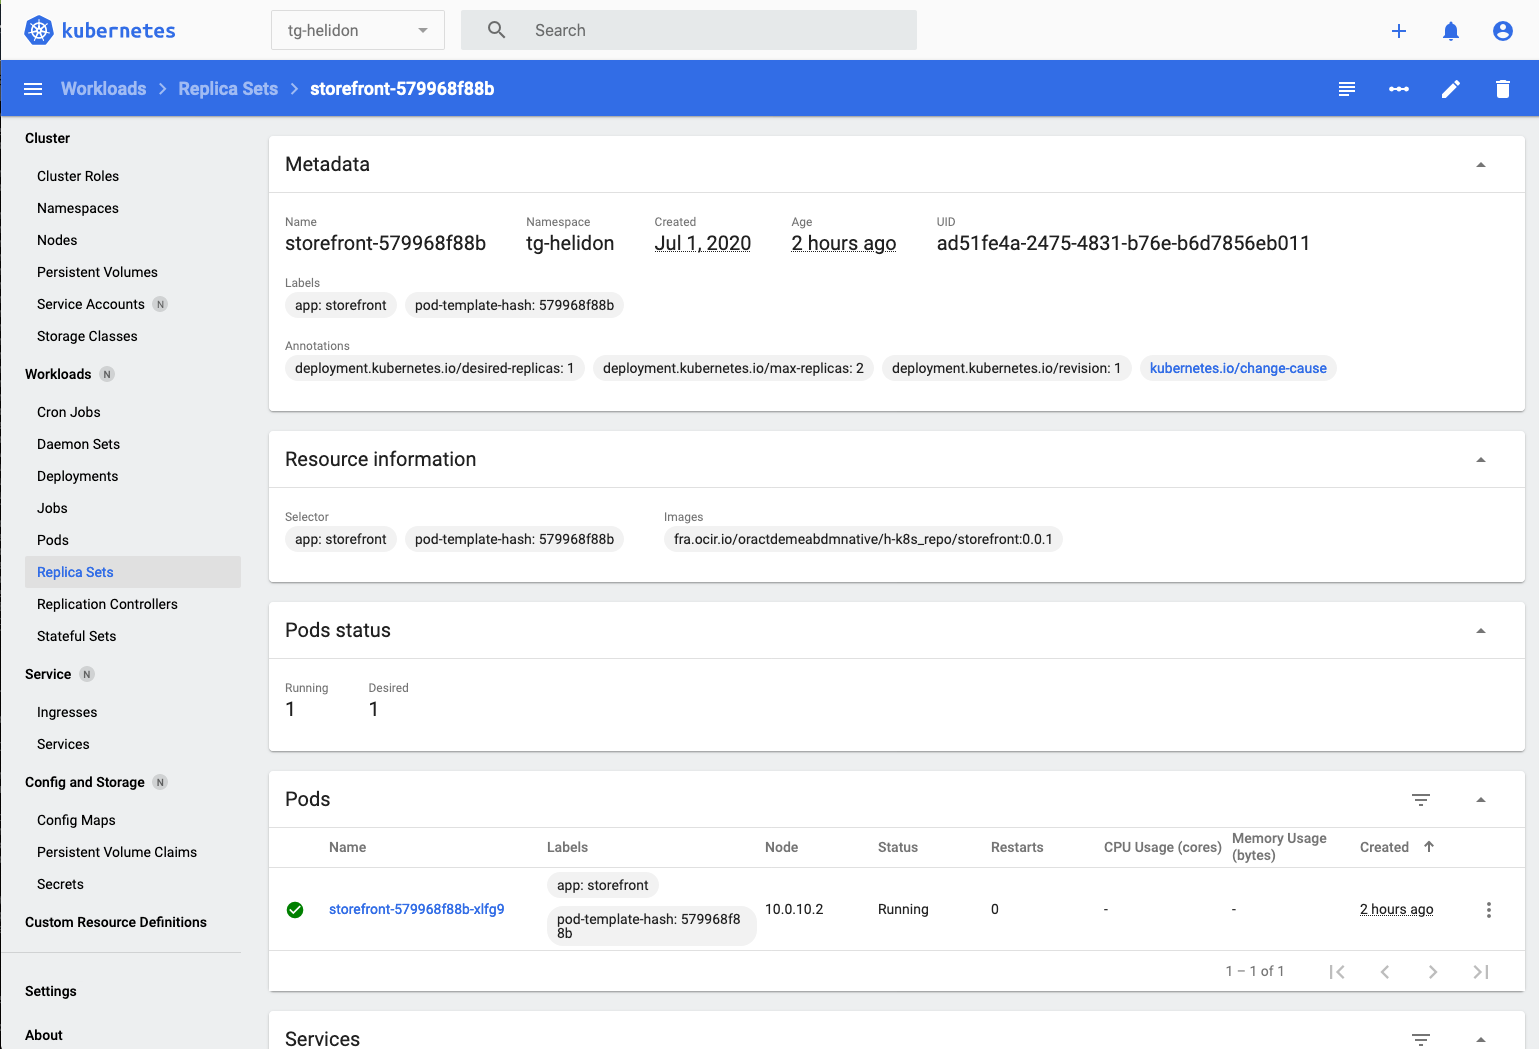 kubernetes
tg-helidon
Search
Workloads
Replica Sets
storefront-579968f88b
Cluster
Cluster Roles
Namespaces
Nodes
Persistent Volumes
Service Accounts N
Storage Classes
Workloads N
Cron Jobs
Daemon Sets
Deployments
Jobs
Pods
Replica Sets
Replication Controllers
Stateful Sets
Service N
Ingresses
Services
Config and Storage N
Config Maps
Persistent Volume Claims
Secrets
Custom Resource Definitions
Settings
About
Metadata
Name
storefront-579968f88b
Namespace
tg-helidon
Created
Jul 1, 2020
Age
2 hours ago
UID
ad51fe4a-2475-4831-b76e-b6d7856eb011
Labels
app: storefront
pod-template-hash: 579968f88b
Annotations
deployment.kubernetes.io/desired-replicas: 1
deployment.kubernetes.io/max-replicas: 2
deployment.kubernetes.io/revision: 1
kubernetes.io/change-cause
Resource information
Selector
app: storefront
pod-template-hash: 579968f88b
Images
fra.ocir.io/oractdemeabdmnative/h-k8s_repo/storefront:0.0.1
Pods status
Running
1
Desired
1
Pods
Name
Labels
Node
Status
Restarts
CPU Usage (cores)
Memory Usage
(bytes)
Created
storefront-579968f88b-xlfg9
app: storefront
pod-template-hash: 579968f8
8b
10.0.10.2
Running
0
-
-
2 hours ago
1 – 1 of 1
Services